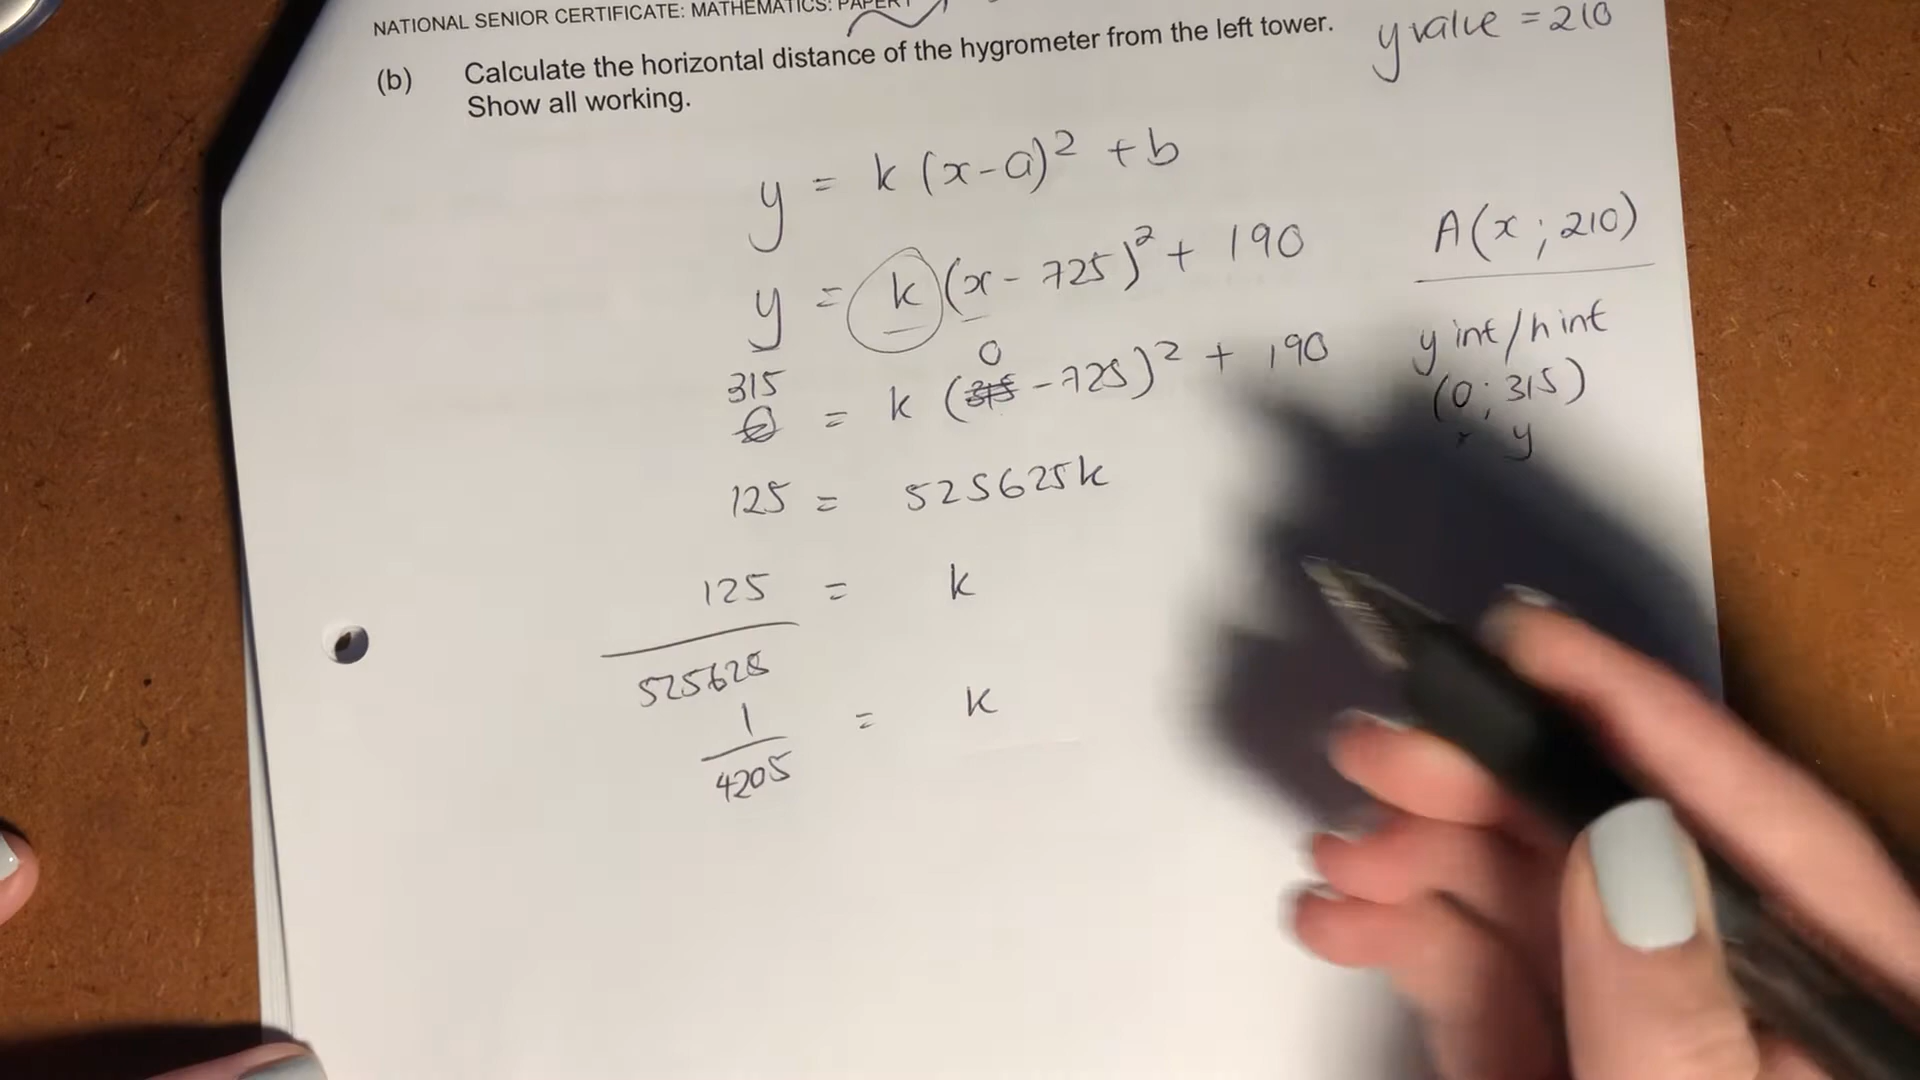 NATIONAL SENIOR CERTIFICATE: MATHEMATICS: PAPER I
(b) Calculate the horizontal distance of the hygrometer from the left tower.
Show all working.
y value = 210
y = k (x-a)² + b
y = k (x - 725)² + 190
A(x ; 210)
y int/h int
(0 ; 315)
x y
315 0
= k ( -725)² + 190
125 = 525625k
125 = k
525625
1 = k
4205